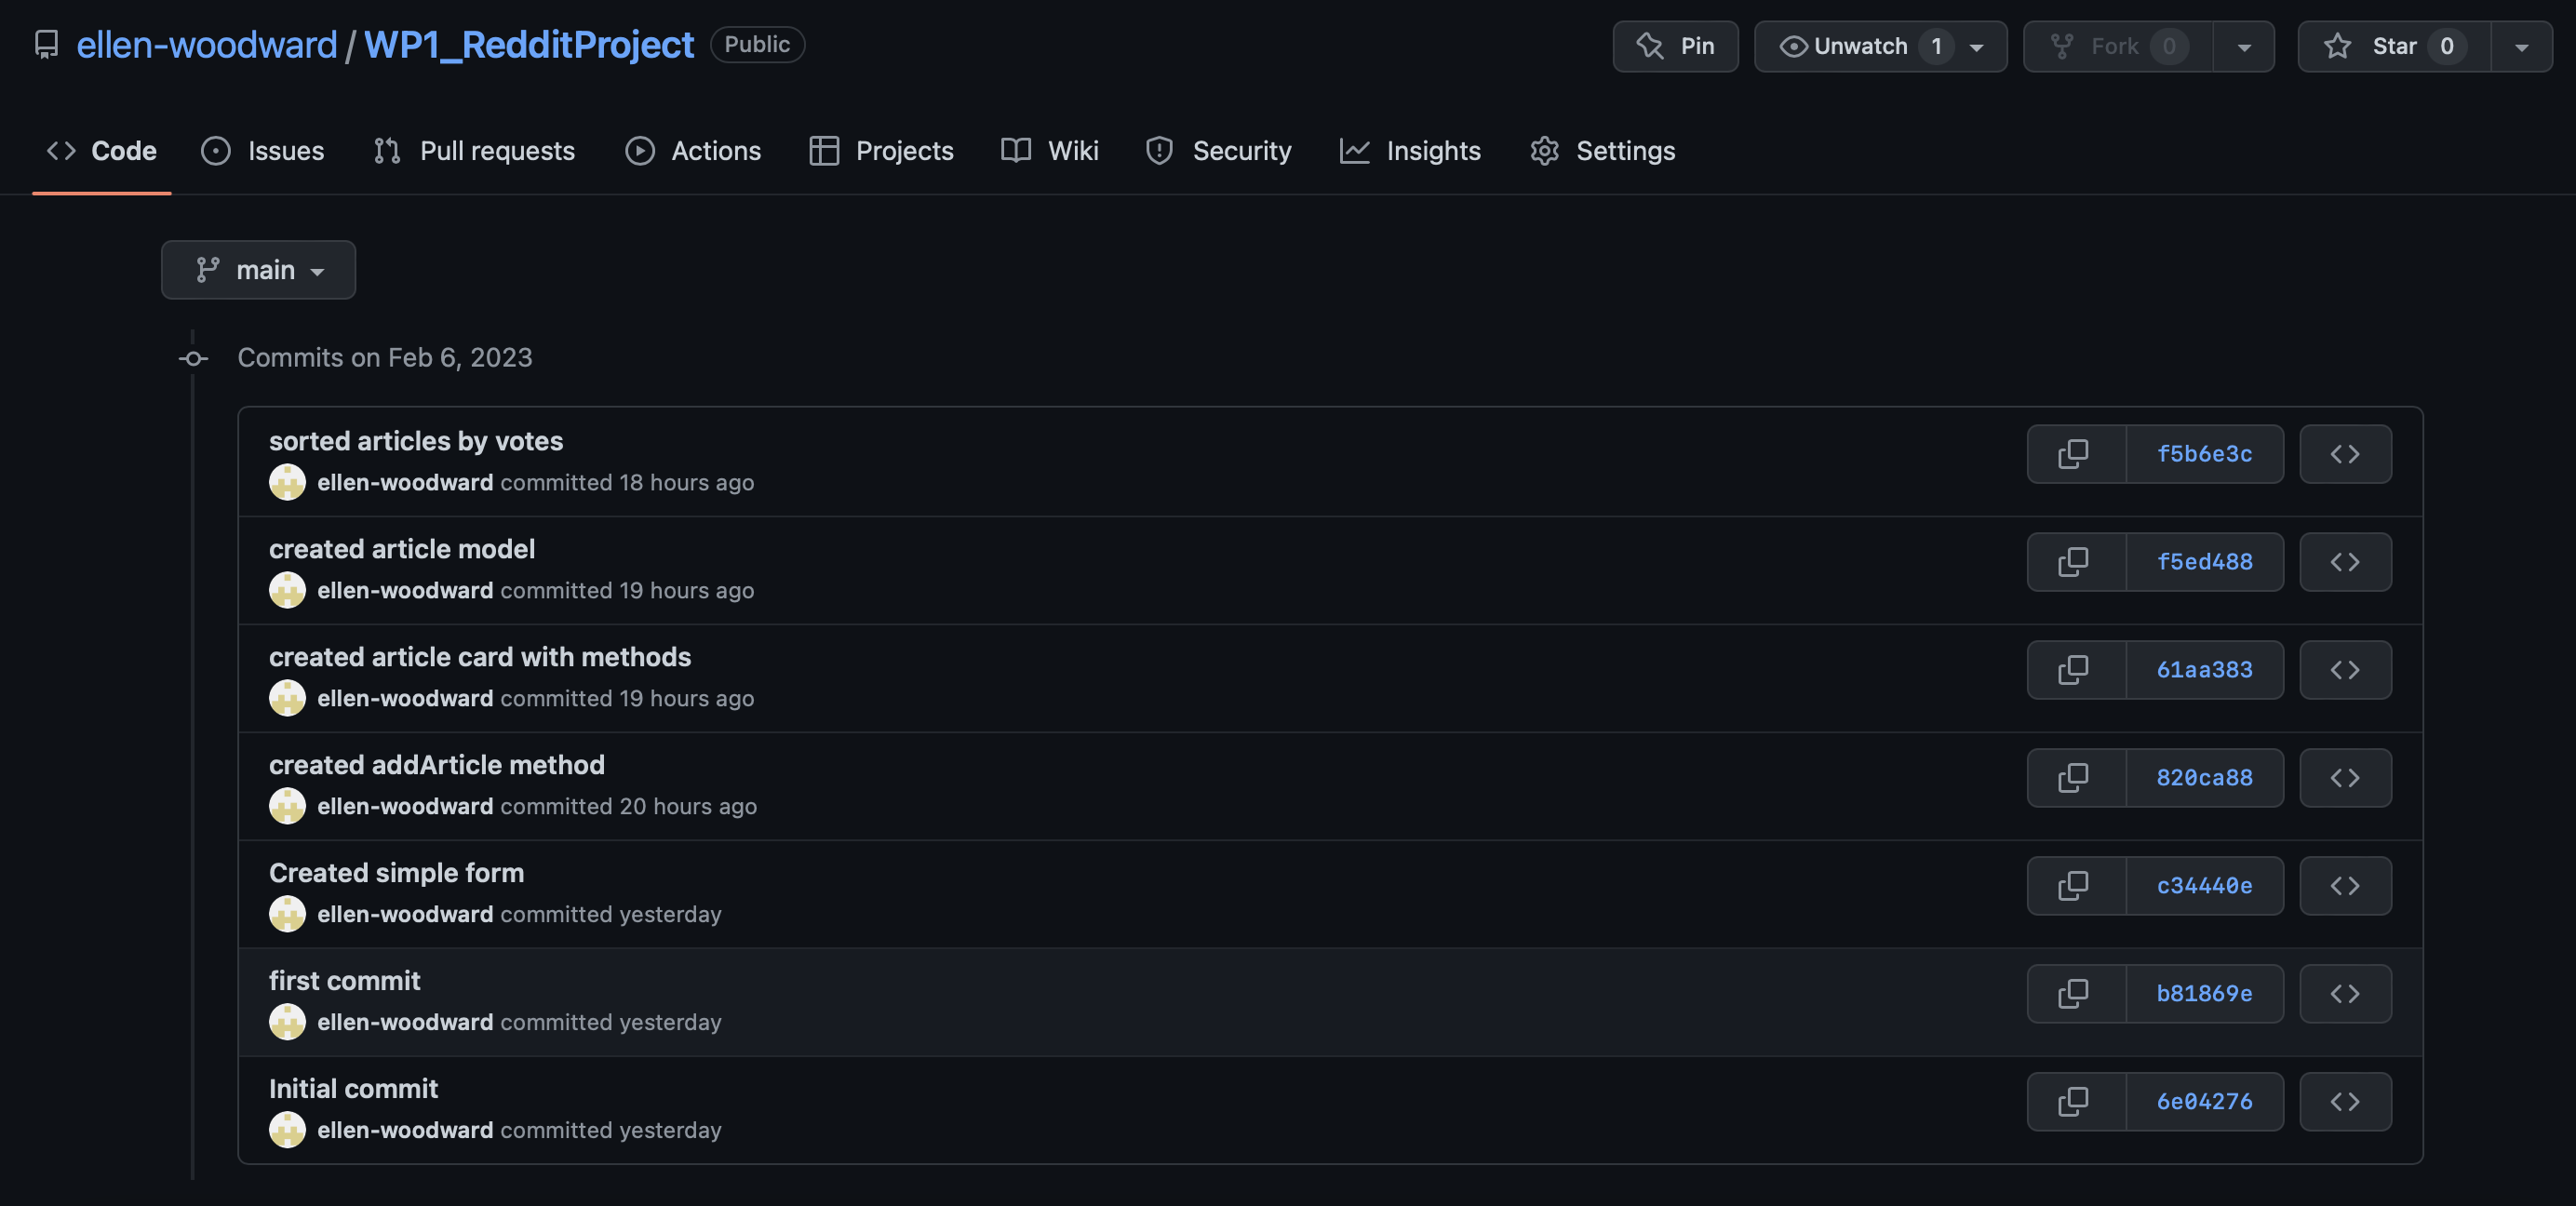 ellen-woodward / WP1_RedditProject Public Pin Unwatch 1 Fork 0 Star 0
Code Issues Pull requests Actions Projects Wiki Security Insights Settings
main
Commits on Feb 6, 2023
sorted articles by votes
ellen-woodward committed 18 hours ago
f5b6e3c
created article model
ellen-woodward committed 19 hours ago
f5ed488
created article card with methods
ellen-woodward committed 19 hours ago
61aa383
created addArticle method
ellen-woodward committed 20 hours ago
820ca88
Created simple form
ellen-woodward committed yesterday
c34440e
first commit
ellen-woodward committed yesterday
b81869e
Initial commit
ellen-woodward committed yesterday
6e04276